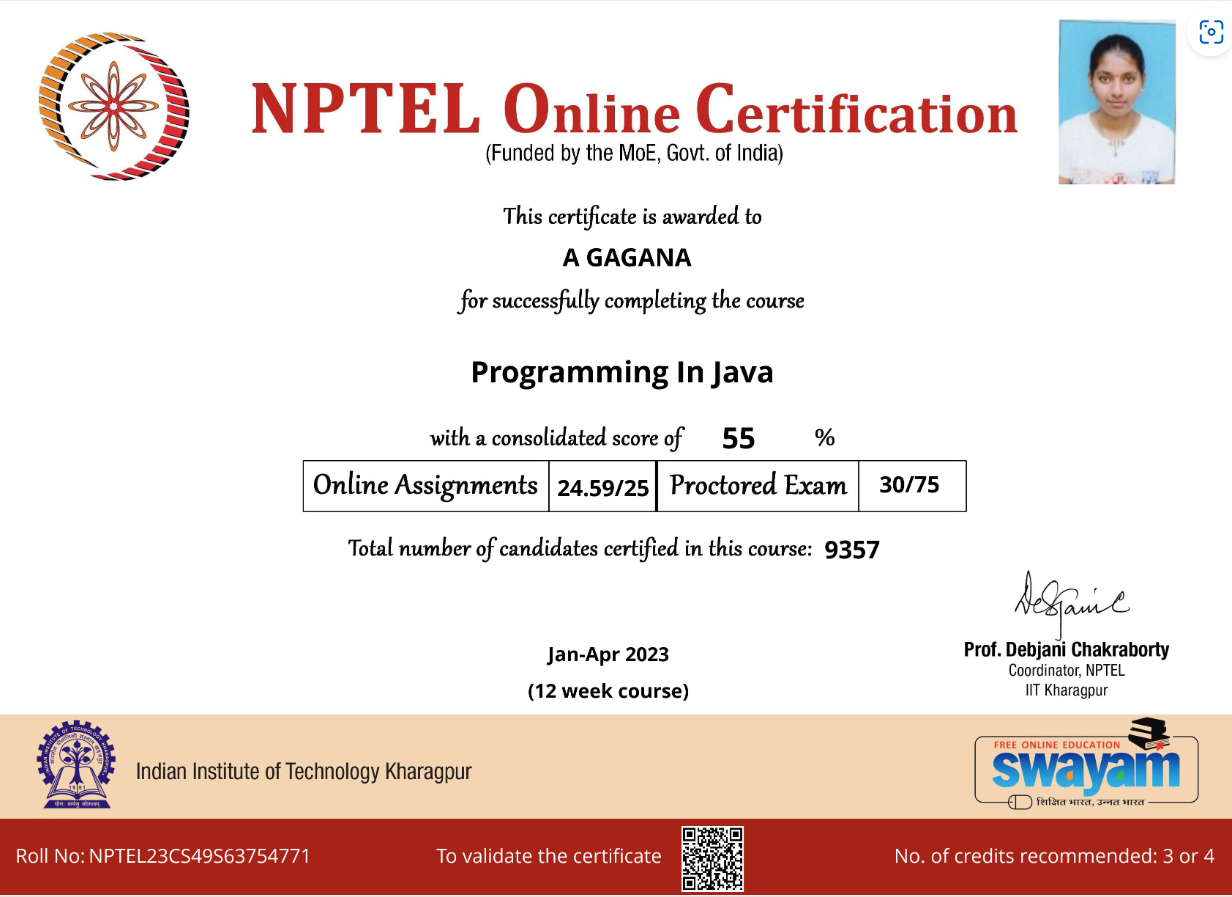 NPTEL Online Certification
(Funded by the MoE, Govt. of India)
This certificate is awarded to
A GAGANA
for successfully completing the course
Programming In Java
with a consolidated score of 55 %
Online Assignments 24.59/25 Proctored Exam 30/75
Total number of candidates certified in this course: 9357
Jan-Apr 2023
(12 week course)
Prof. Debjani Chakraborty
Coordinator, NPTEL
IIT Kharagpur
Indian Institute of Technology Kharagpur
FREE ONLINE EDUCATION
swayam
शिक्षित भारत, उन्नत भारत
Roll No: NPTEL23CS49S63754771 To validate the certificate No. of credits recommended: 3 or 4